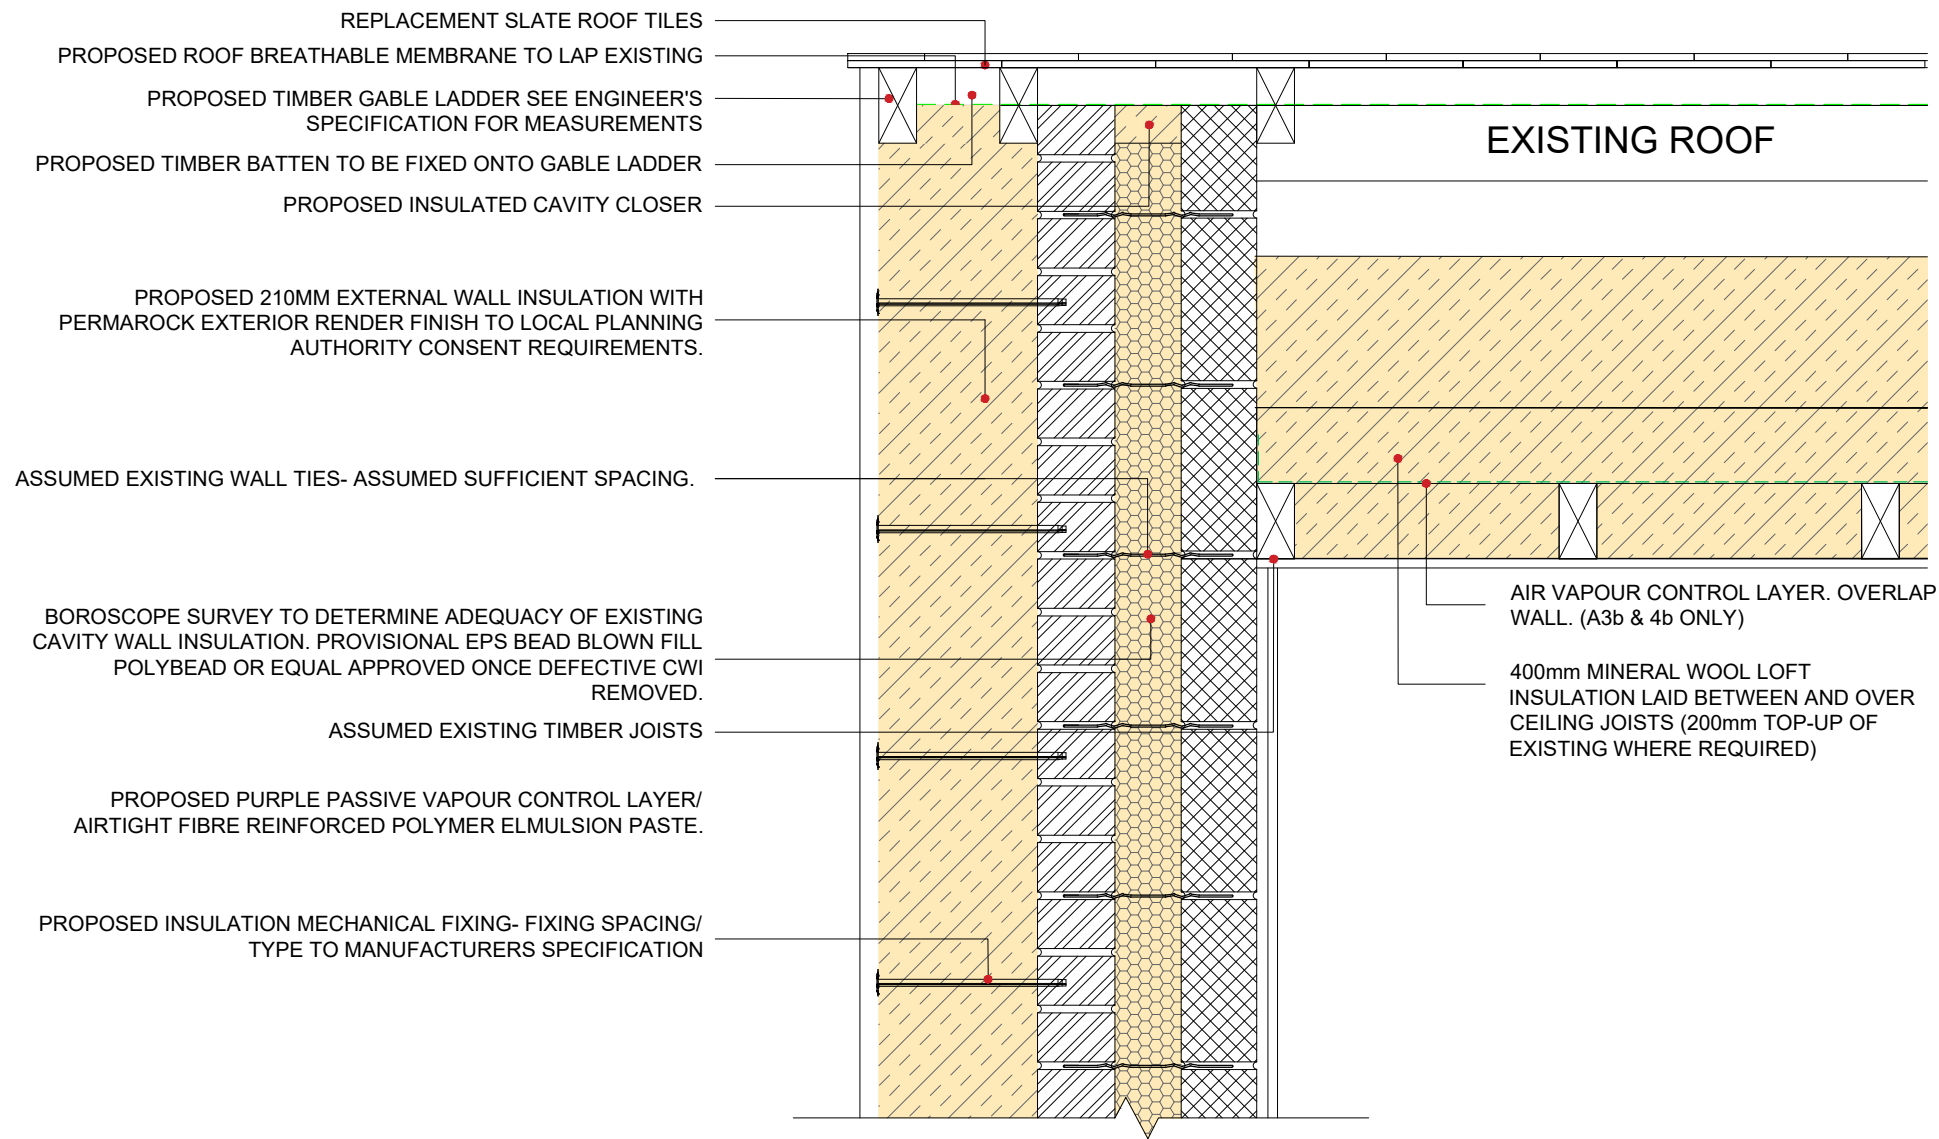 REPLACEMENT SLATE ROOF TILES
PROPOSED ROOF BREATHABLE MEMBRANE TO LAP EXISTING
PROPOSED TIMBER GABLE LADDER SEE ENGINEER'S
SPECIFICATION FOR MEASUREMENTS
PROPOSED TIMBER BATTEN TO BE FIXED ONTO GABLE LADDER
PROPOSED INSULATED CAVITY CLOSER
PROPOSED 210MM EXTERNAL WALL INSULATION WITH
PERMAROCK EXTERIOR RENDER FINISH TO LOCAL PLANNING
AUTHORITY CONSENT REQUIREMENTS.
ASSUMED EXISTING WALL TIES- ASSUMED SUFFICIENT SPACING.
BOROSCOPE SURVEY TO DETERMINE ADEQUACY OF EXISTING
CAVITY WALL INSULATION. PROVISIONAL EPS BEAD BLOWN FILL
POLYBEAD OR EQUAL APPROVED ONCE DEFECTIVE CWI
REMOVED.
ASSUMED EXISTING TIMBER JOISTS
PROPOSED PURPLE PASSIVE VAPOUR CONTROL LAYER/
AIRTIGHT FIBRE REINFORCED POLYMER ELMULSION PASTE.
PROPOSED INSULATION MECHANICAL FIXING- FIXING SPACING/
TYPE TO MANUFACTURERS SPECIFICATION
EXISTING ROOF
AIR VAPOUR CONTROL LAYER. OVERLAP
WALL. (A3b & 4b ONLY)
400mm MINERAL WOOL LOFT
INSULATION LAID BETWEEN AND OVER
CEILING JOISTS (200mm TOP-UP OF
EXISTING WHERE REQUIRED)